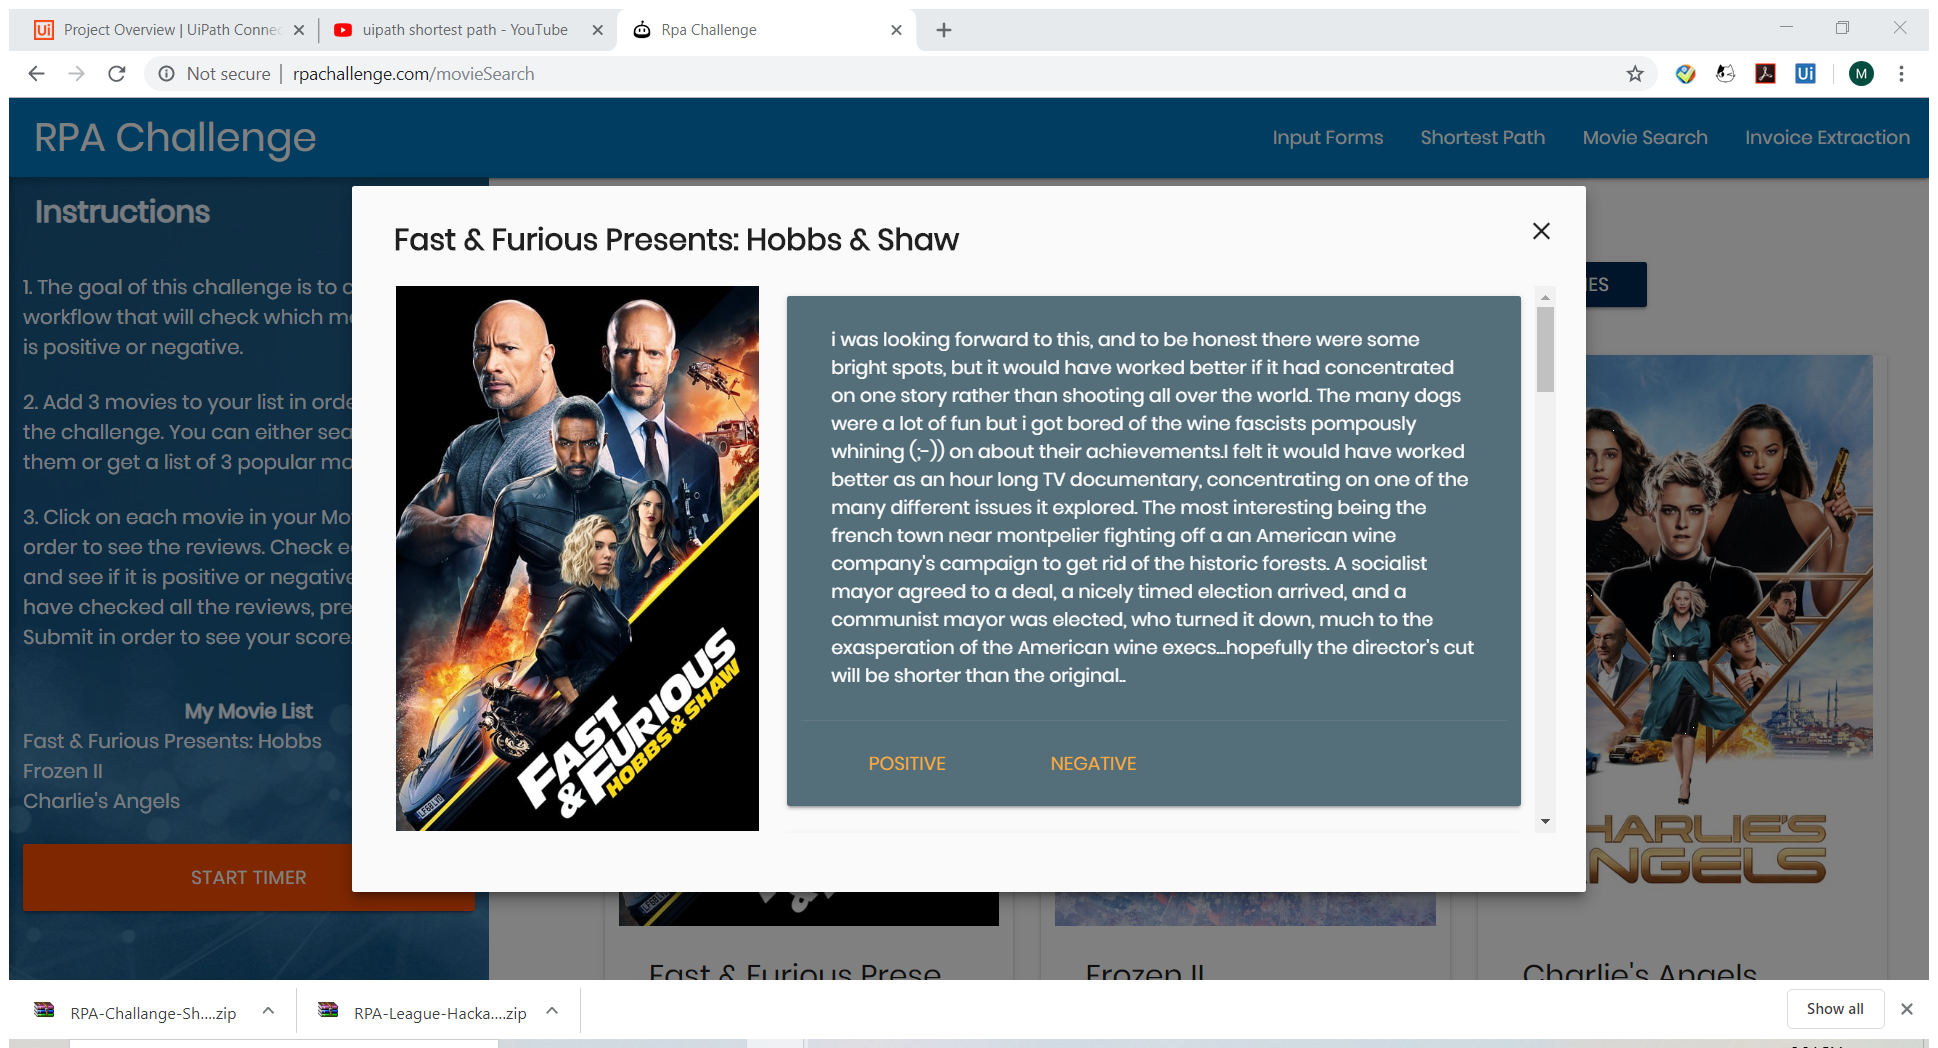 Project Overview | UiPath Connec
uipath shortest path - YouTube
Rpa Challenge
Not secure | rpachallenge.com/movieSearch
Ui
M
RPA Challenge
Input Forms
Shortest Path
Movie Search
Invoice Extraction
Instructions
1. The goal of this challenge is to c
workflow that will check which m
is positive or negative.
2. Add 3 movies to your list in orde
the challenge. You can either sea
them or get a list of 3 popular mo
3. Click on each movie in your Mo
order to see the reviews. Check e
and see if it is positive or negative
have checked all the reviews, pre
Submit in order to see your score.
My Movie List
Fast & Furious Presents: Hobbs
Frozen II
Charlie's Angels
START TIMER
Fast & Furious Presents: Hobbs & Shaw
FAST
& FURIOUS
HOBBS & SHAW
i was looking forward to this, and to be honest there were some
bright spots, but it would have worked better if it had concentrated
on one story rather than shooting all over the world. The many dogs
were a lot of fun but i got bored of the wine fascists pompously
whining (;-)) on about their achievements.I felt it would have worked
better as an hour long TV documentary, concentrating on one of the
many different issues it explored. The most interesting being the
french town near montpelier fighting off a an American wine
company's campaign to get rid of the historic forests. A socialist
mayor agreed to a deal, a nicely timed election arrived, and a
communist mayor was elected, who turned it down, much to the
exasperation of the American wine execs...hopefully the director's cut
will be shorter than the original..
POSITIVE
NEGATIVE
IES
HARLIE'S
ANGELS
Fast & Furious Prese
Frozen II
Charlie's Angels
RPA-Challange-Sh....zip
RPA-League-Hacka....zip
Show all